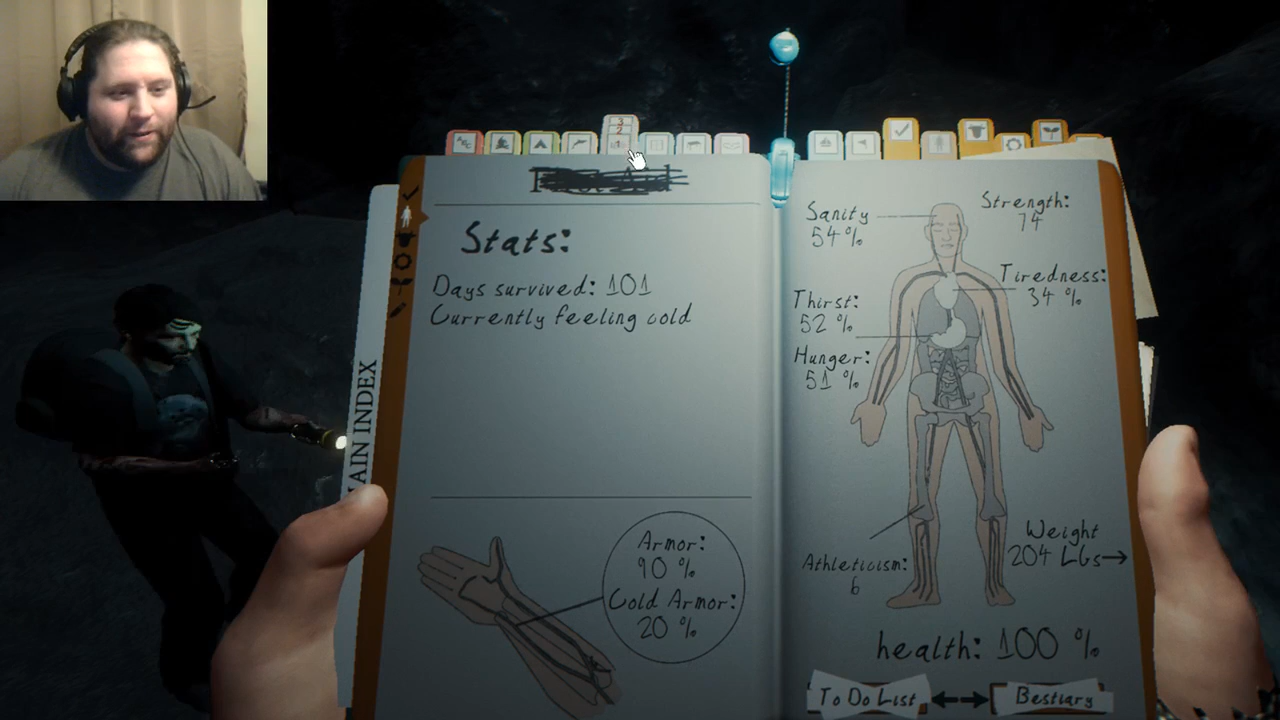 MAIN INDEX
Stats:
Days survived: 101
Currently feeling cold
Armor:
90 %
Cold Armor:
20 %
Sanity
54 %
Strength:
74
Tiredness:
34 %
Thirst:
52 %
Hunger:
51 %
Weight
204 LBs
Athleticism:
6
health: 100 %
To Do List
Bestiary